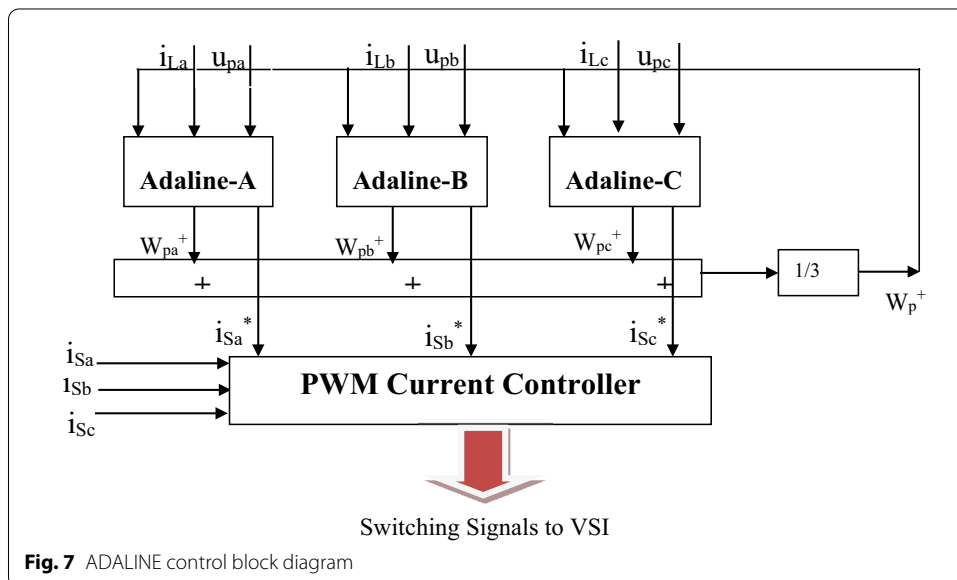 iLa upa iLb upb iLc upc
Adaline-A Adaline-B Adaline-C
Wpa+ Wpb+ Wpc+
1/3
+ + +
Wp+
iSa* iSb* iSc*
iSa
ıSb
iSc
PWM Current Controller
Switching Signals to VSI
Fig. 7 ADALINE control block diagram